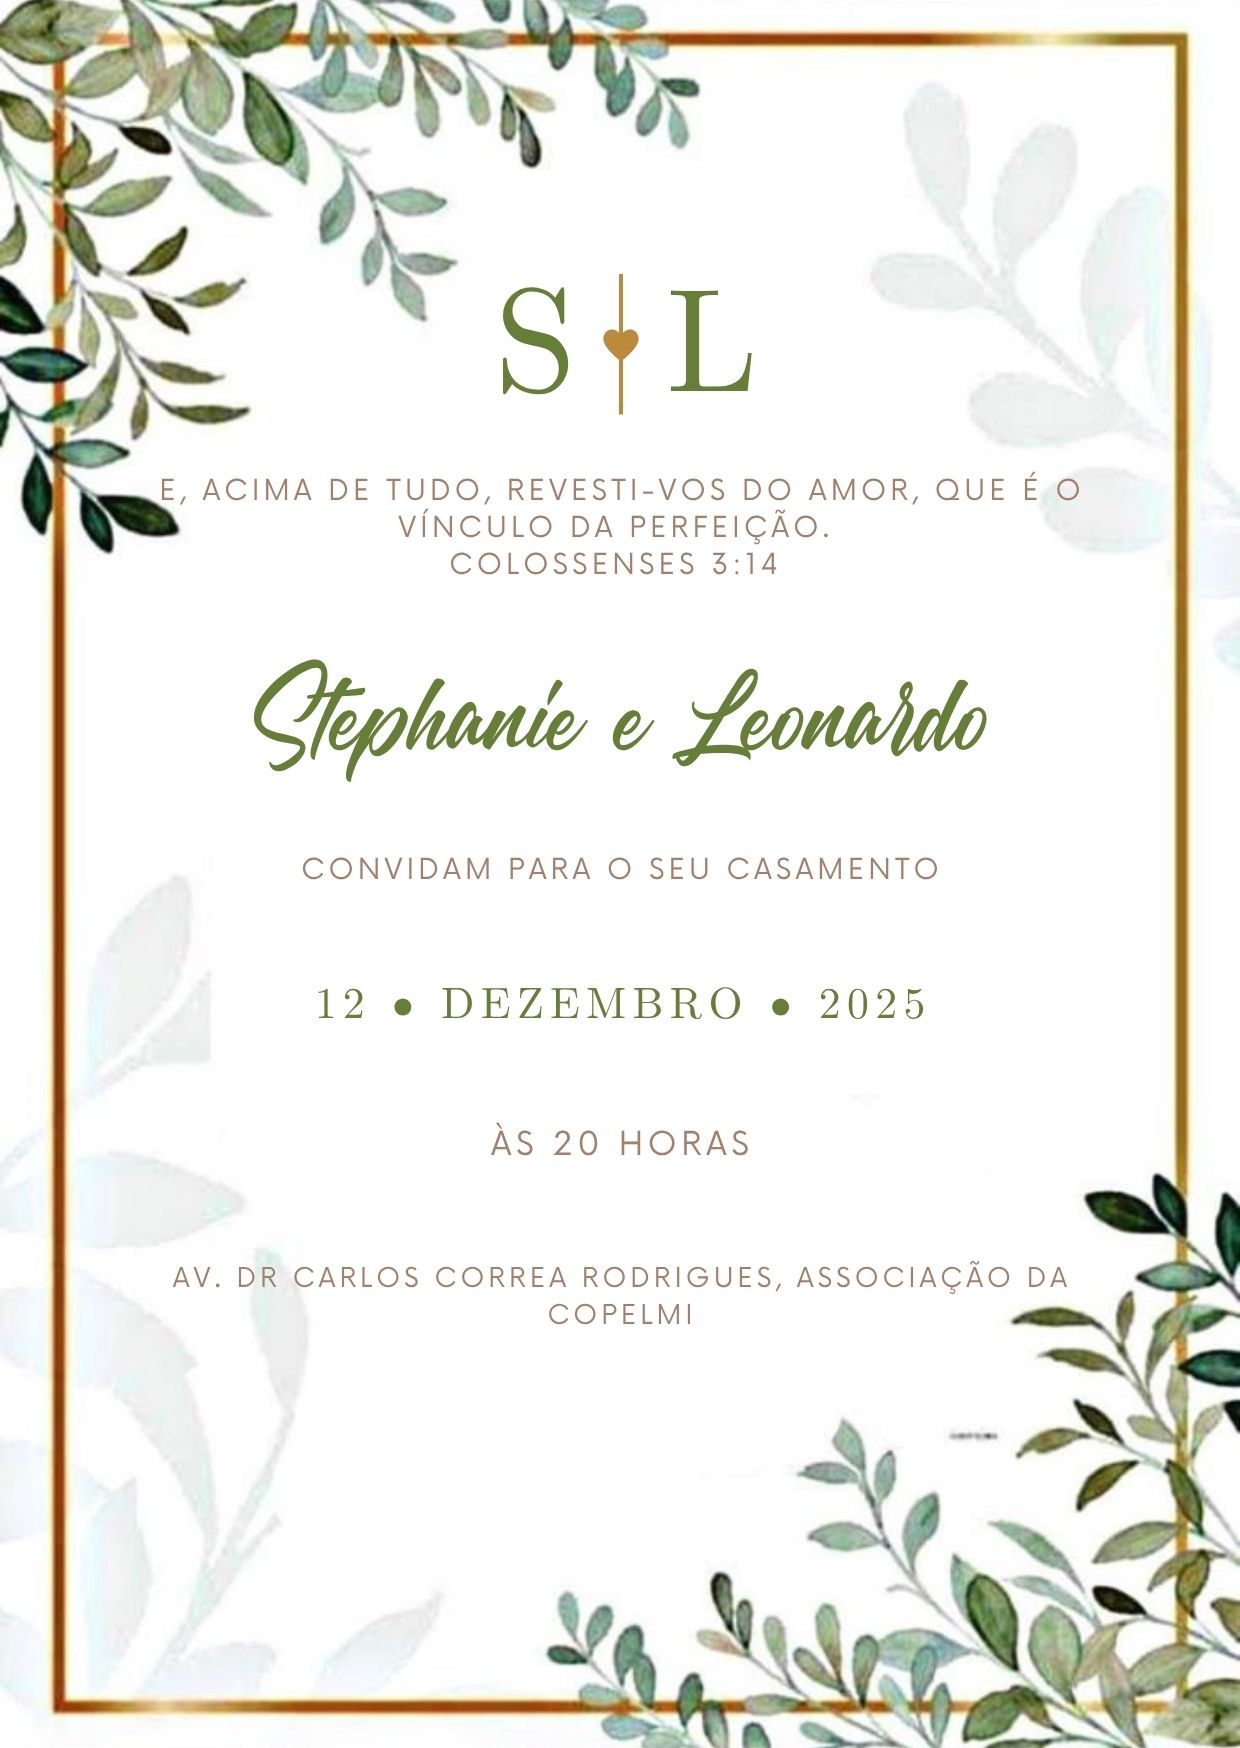 S L
E, ACIMA DE TUDO, REVESTI-VOS DO AMOR, QUE É O
VÍNCULO DA PERFEIÇÃO.
COLOSSENSES 3:14
Stephanie e Leonardo
CONVIDAM PARA O SEU CASAMENTO
12 • DEZEMBRO • 2025
ÀS 20 HORAS
AV. DR CARLOS CORREA RODRIGUES, ASSOCIAÇÃO DA
COPELMI